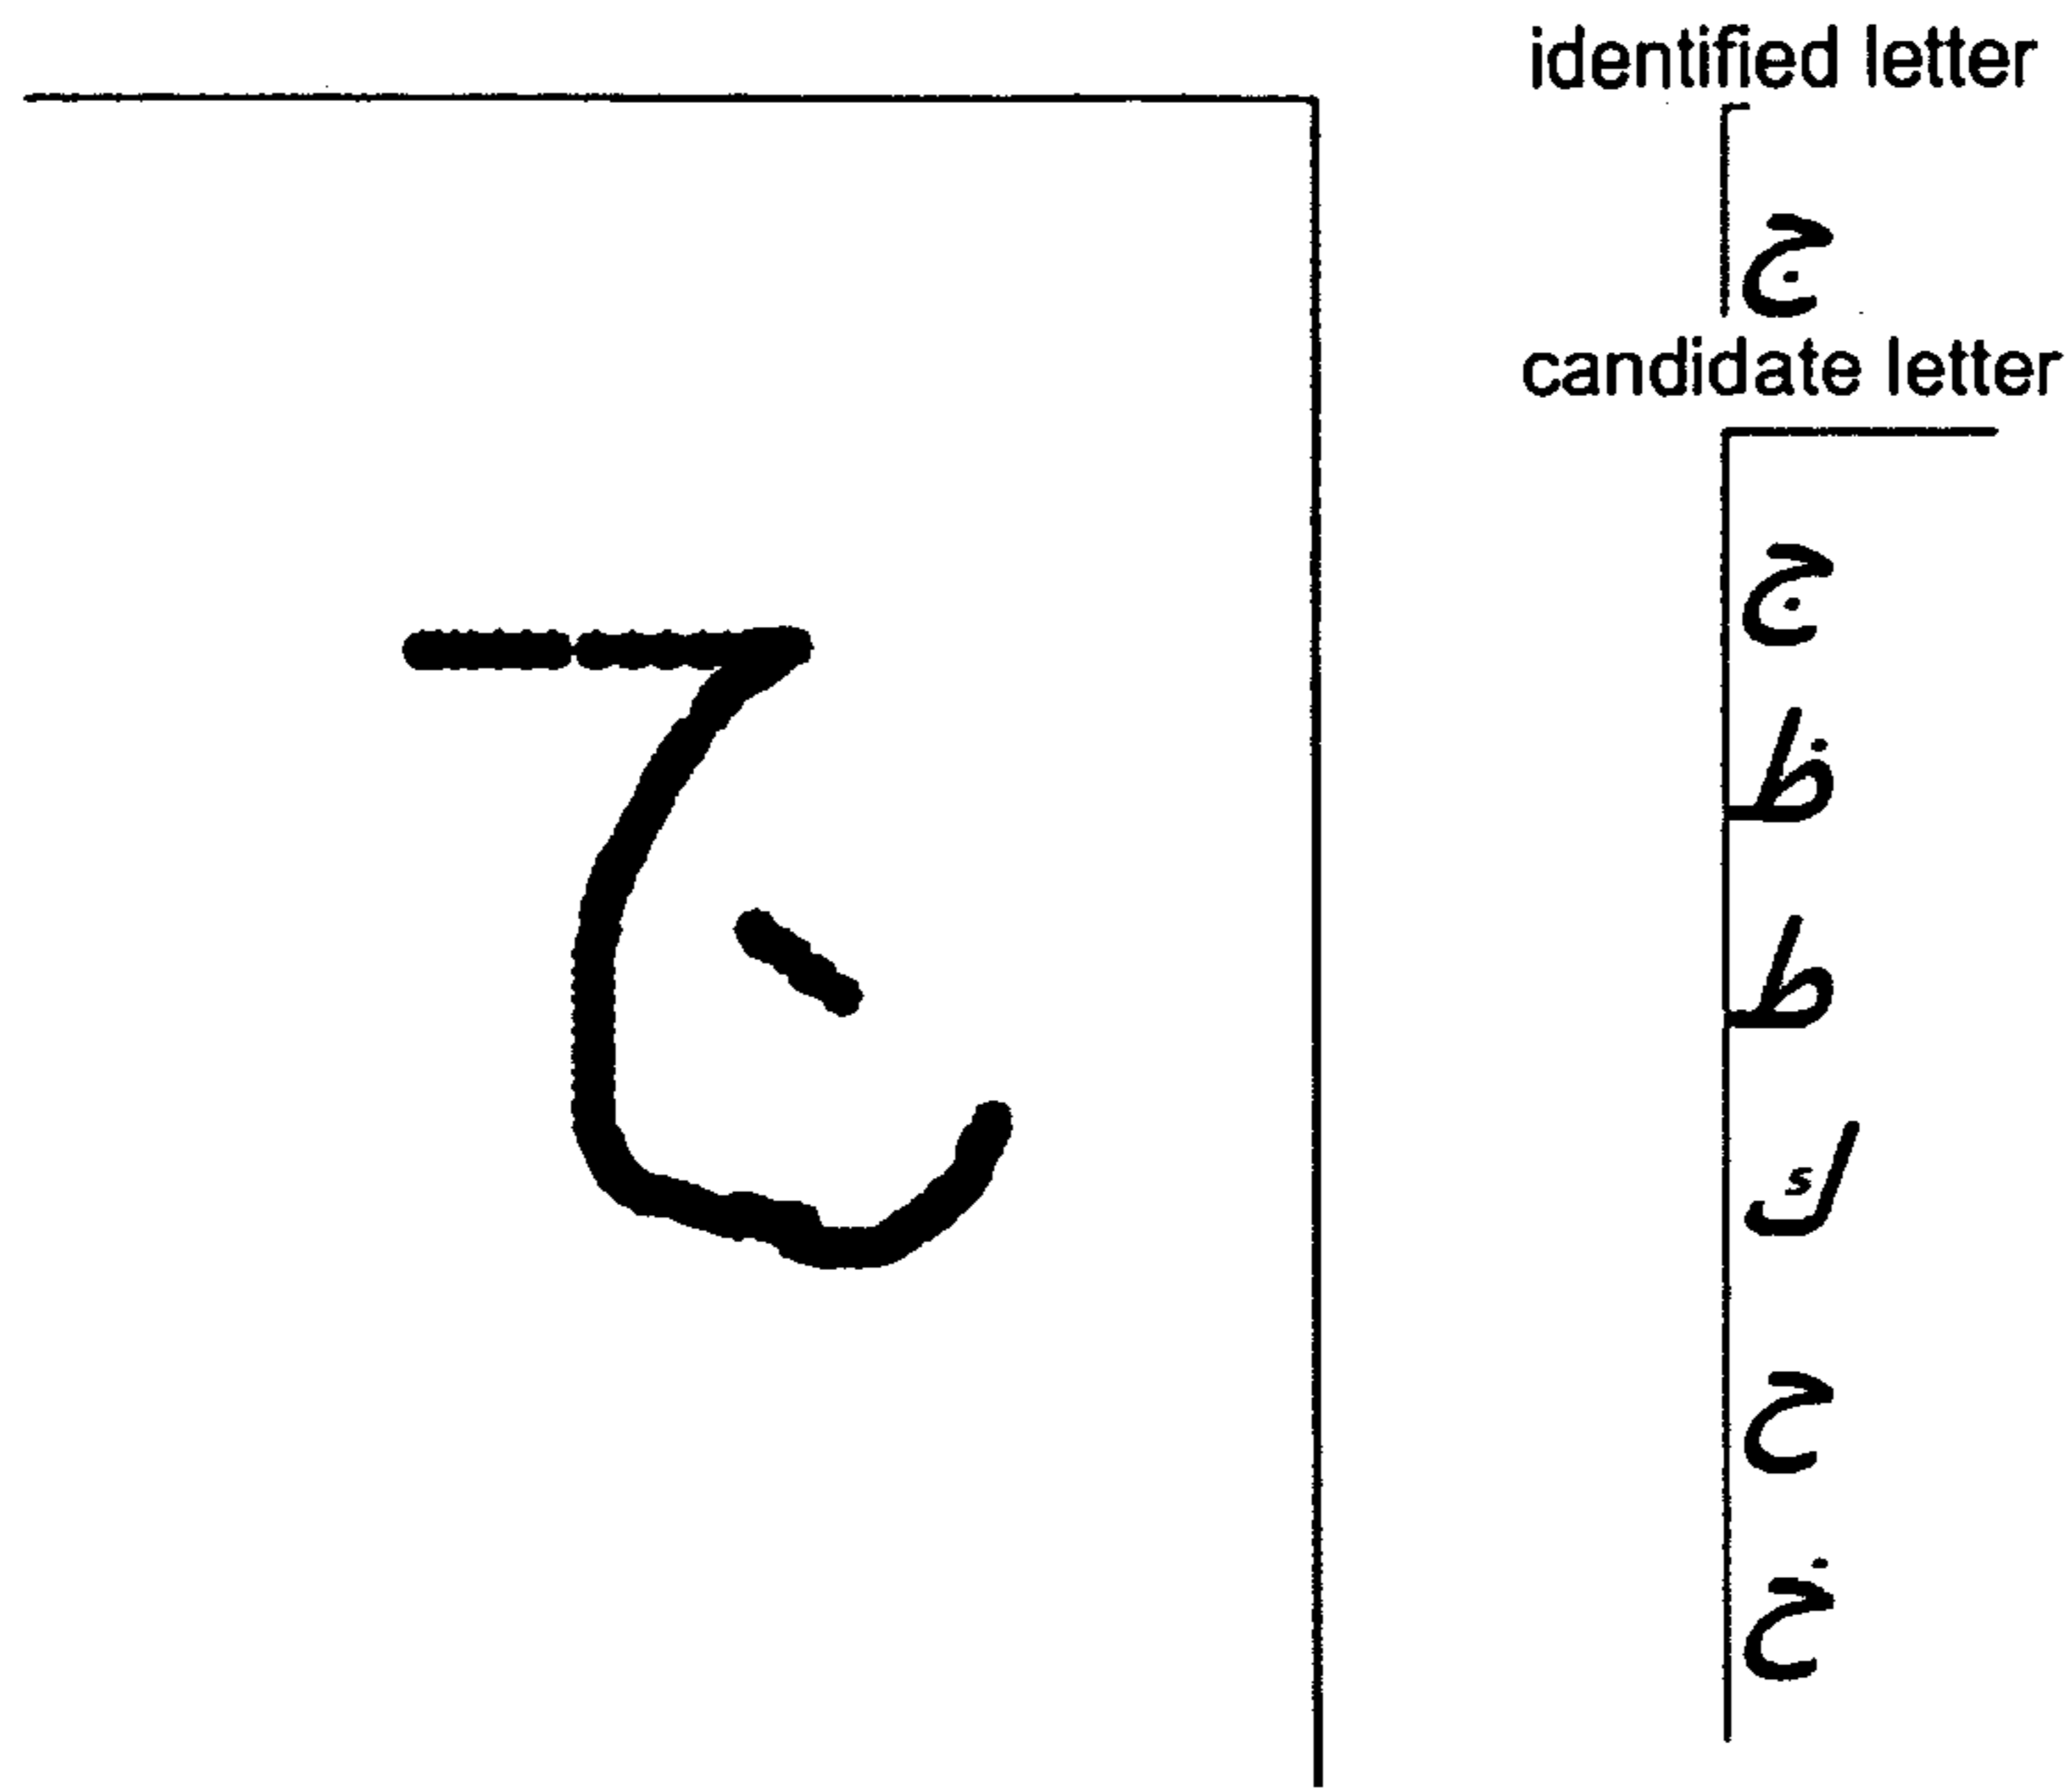 identified letter
ج
candidate letter
ج
ظ
ط
ك
ح
خ
ج